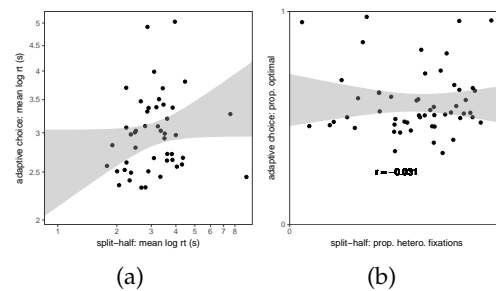 5
4.5
4
3.5
3
2.5
2
adaptive choice: mean log rt (s)
1 2 3 4 5 6 7 8
split−half: mean log rt (s)
(a)
1
0
adaptive choice: prop. optimal
r = −0.031
0
split−half: prop. hetero. fixations
(b)